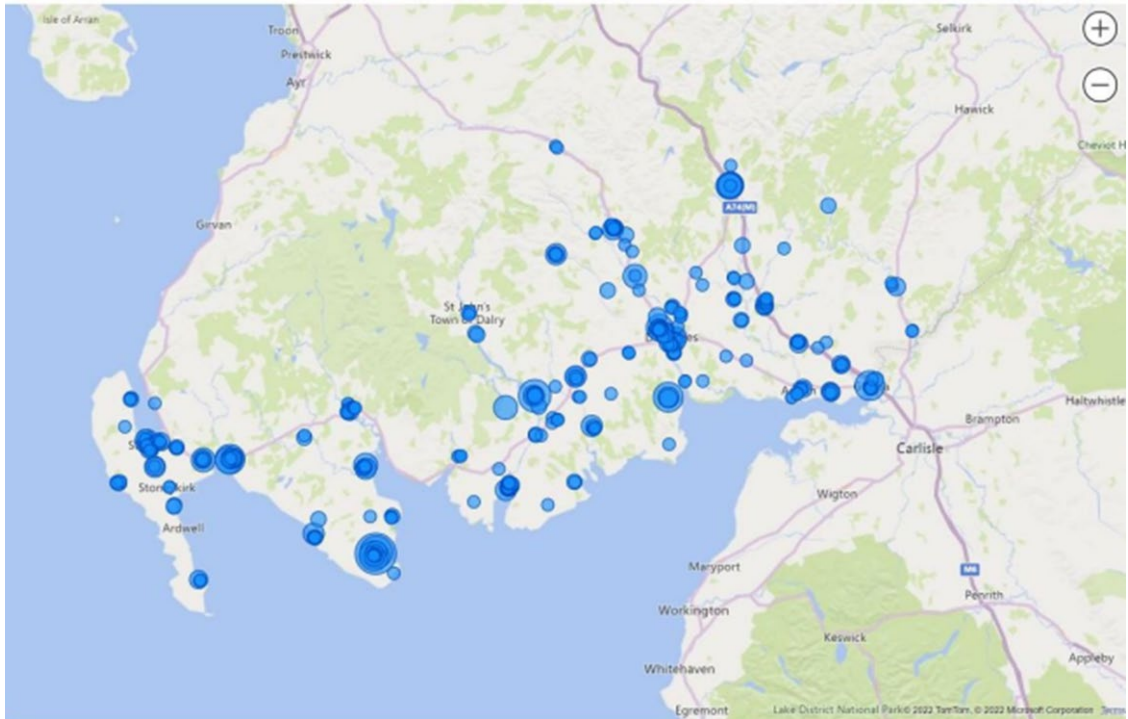 Isle of Arran
Troon
Prestwick
Ayr
Selkirk
Hawick
Cheviot H
A74(M)
Girvan
St John's
Town of Dalry
Haltwhistle
Brampton
Carlisle
Wigton
Ardwell
Maryport
M6
Penrith
Workington
Keswick
Appleby
Whitehaven
Egremont
Lake District National Park © 2022 TomTom, © 2022 Microsoft Corporation Terms